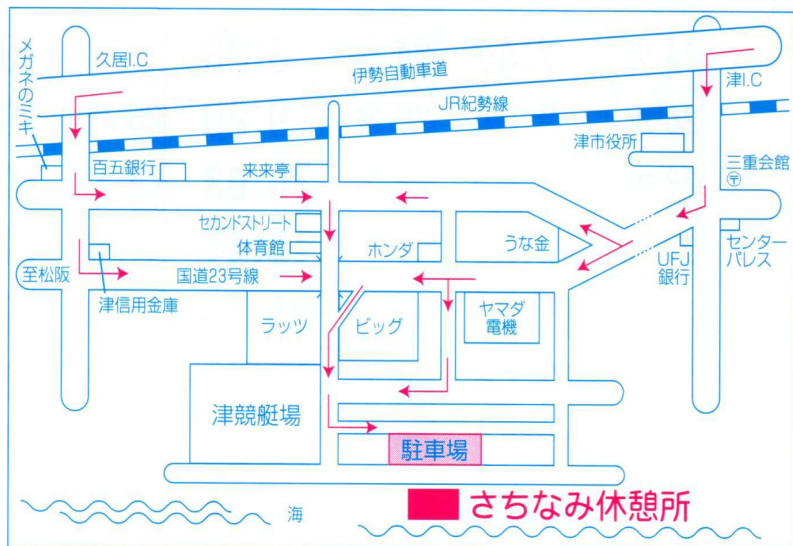 メガネのミキ
久居I.C
伊勢自動車道
津I.C
JR紀勢線
津市役所
三重会館
〒
百五銀行
来来亭
セカンドストリート
体育館
ホンダ
うな金
UFJ
銀行
センター
パレス
至松阪
国道23号線
津信用金庫
ラッツ
ビッグ
ヤマダ
電機
津競艇場
駐車場
さちなみ休憩所
海